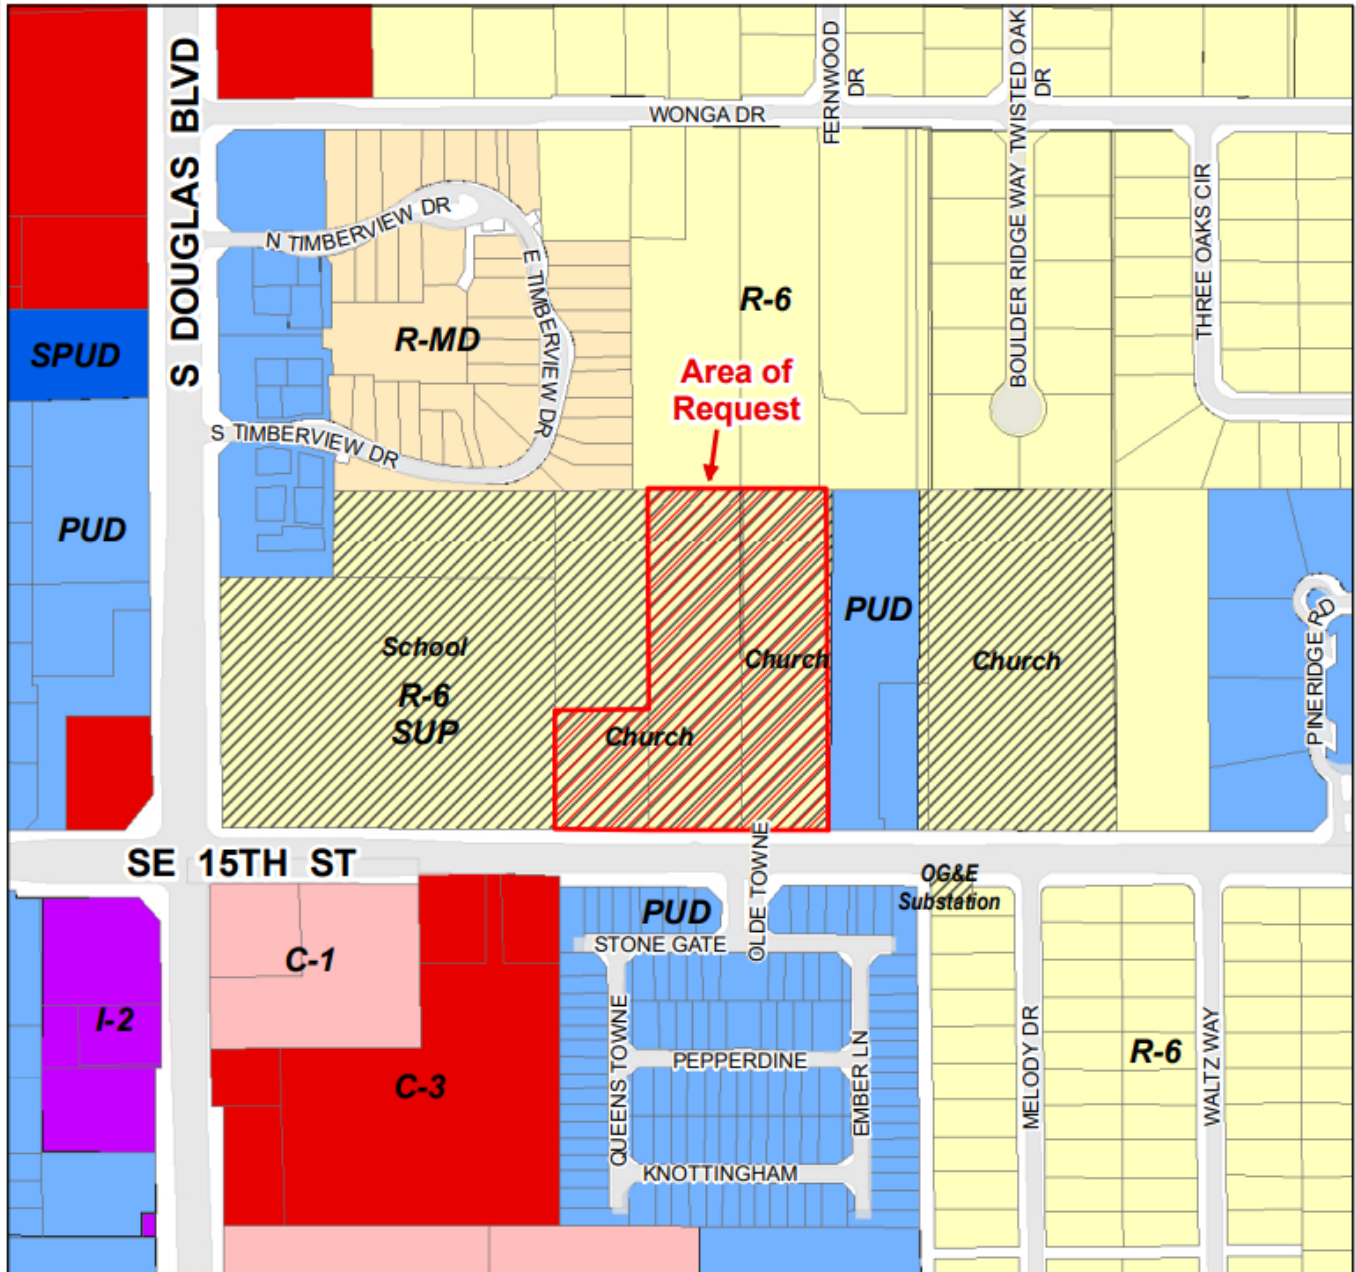 S DOUGLAS BLVD
WONGA DR
FERNWOOD
DR
BOULDER RIDGE WAY
TWISTED OAK
DR
THREE OAKS CIR
N TIMBERVIEW DR
E TIMBERVIEW DR
R-6
R-MD
SPUD
Area of
Request
S TIMBERVIEW DR
PUD
PUD
School
R-6
SUP
Church
Church
Church
PINERIDGE RD
SE 15TH ST
OLDE TOWNE
OG&E
Substation
PUD
STONE GATE
C-1
I-2
QUEENS TOWNE
PEPPERDINE
EMBER LN
MELODY DR
R-6
WALTZ WAY
C-3
KNOTTINGHAM